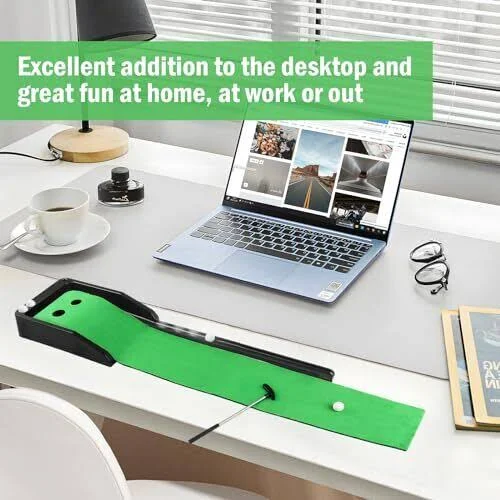 Excellent addition to the desktop and
great fun at home, at work or out